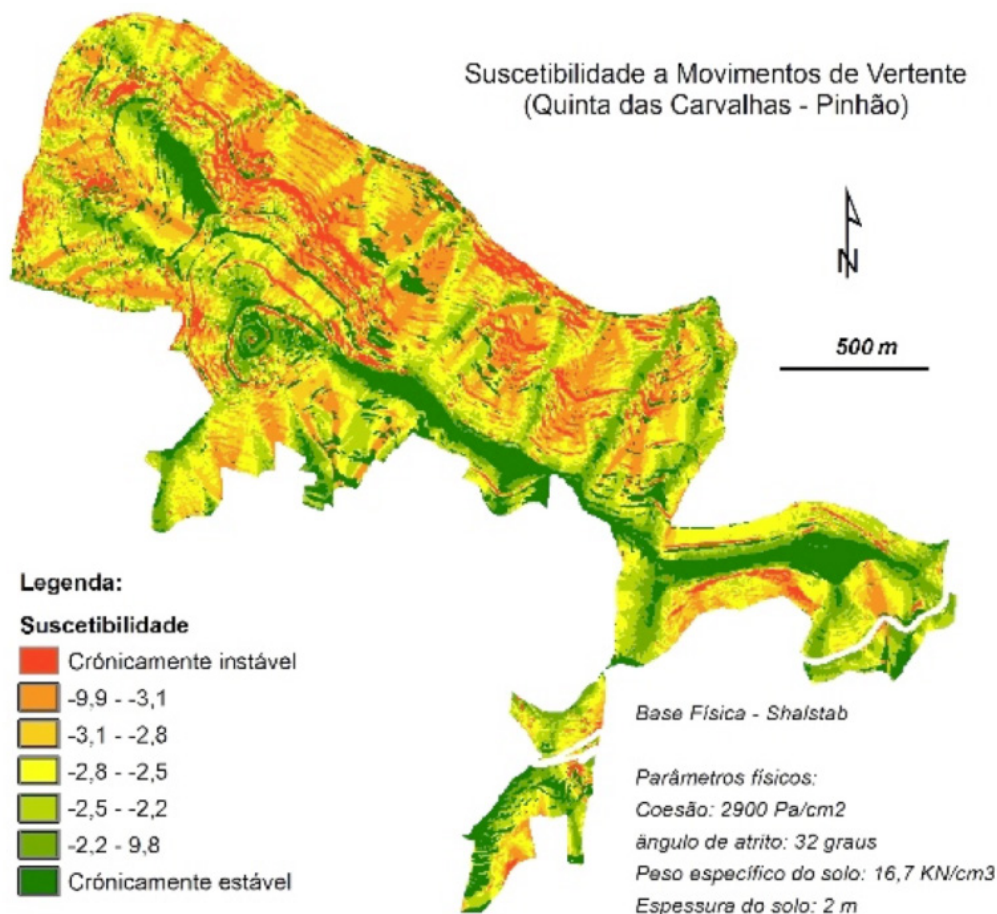 Suscetibilidade a Movimentos de Vertente
(Quinta das Carvalhas - Pinhão)
N
500 m
Legenda:
Suscetibilidade
Crónicamente instável
-9,9 - -3,1
-3,1 - -2,8
-2,8 - -2,5
-2,5 - -2,2
-2,2 - 9,8
Crónicamente estável
Base Física - Shalstab
Parâmetros físicos:
Coesão: 2900 Pa/cm2
ângulo de atrito: 32 graus
Peso específico do solo: 16,7 KN/cm3
Espessura do solo: 2 m